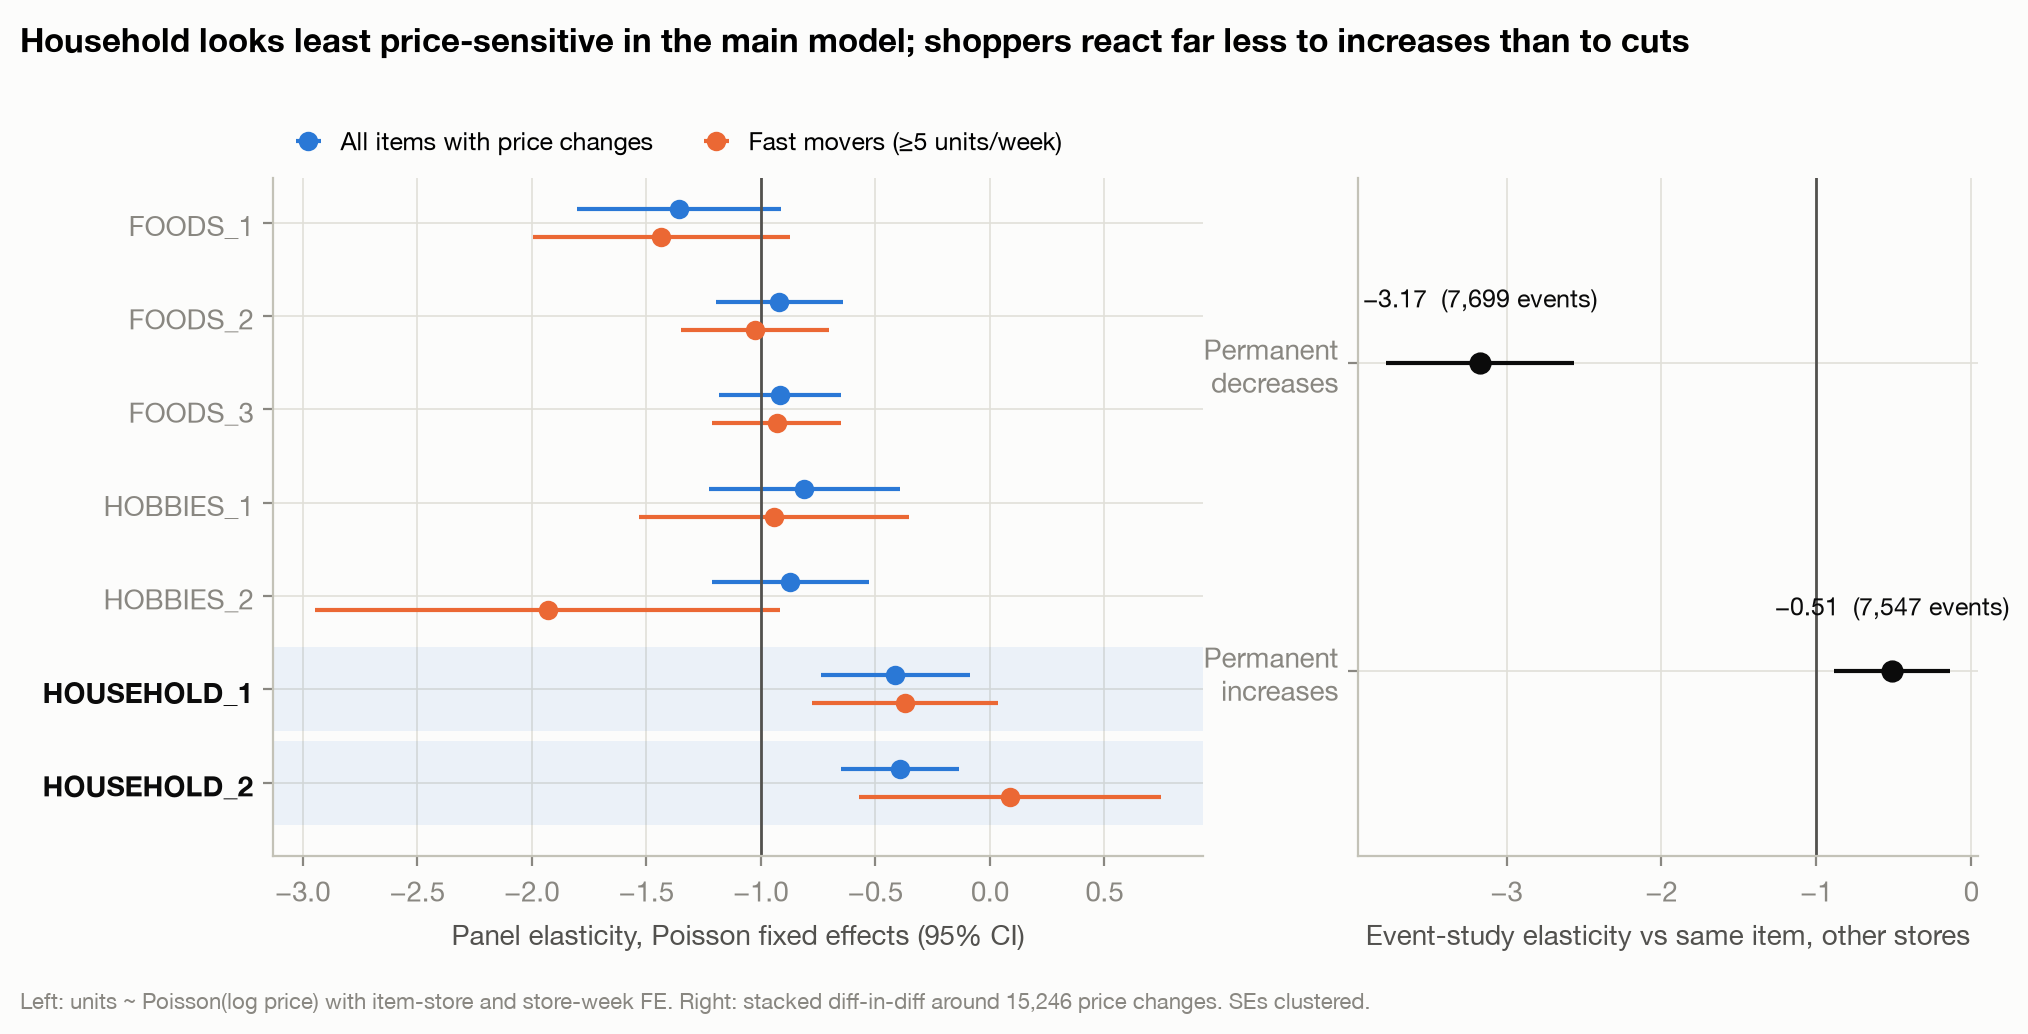 Household looks least price-sensitive in the main model; shoppers react far less to increases than to cuts
All items with price changes
Fast movers (≥5 units/week)
FOODS_1
FOODS_2
FOODS_3
HOBBIES_1
HOBBIES_2
HOUSEHOLD_1
HOUSEHOLD_2
−3.0 −2.5 −2.0 −1.5 −1.0 −0.5 0.0 0.5
Panel elasticity, Poisson fixed effects (95% CI)
−3.17 (7,699 events)
Permanent
decreases
−0.51 (7,547 events)
Permanent
increases
−3 −2 −1 0
Event-study elasticity vs same item, other stores
Left: units ~ Poisson(log price) with item-store and store-week FE. Right: stacked diff-in-diff around 15,246 price changes. SEs clustered.